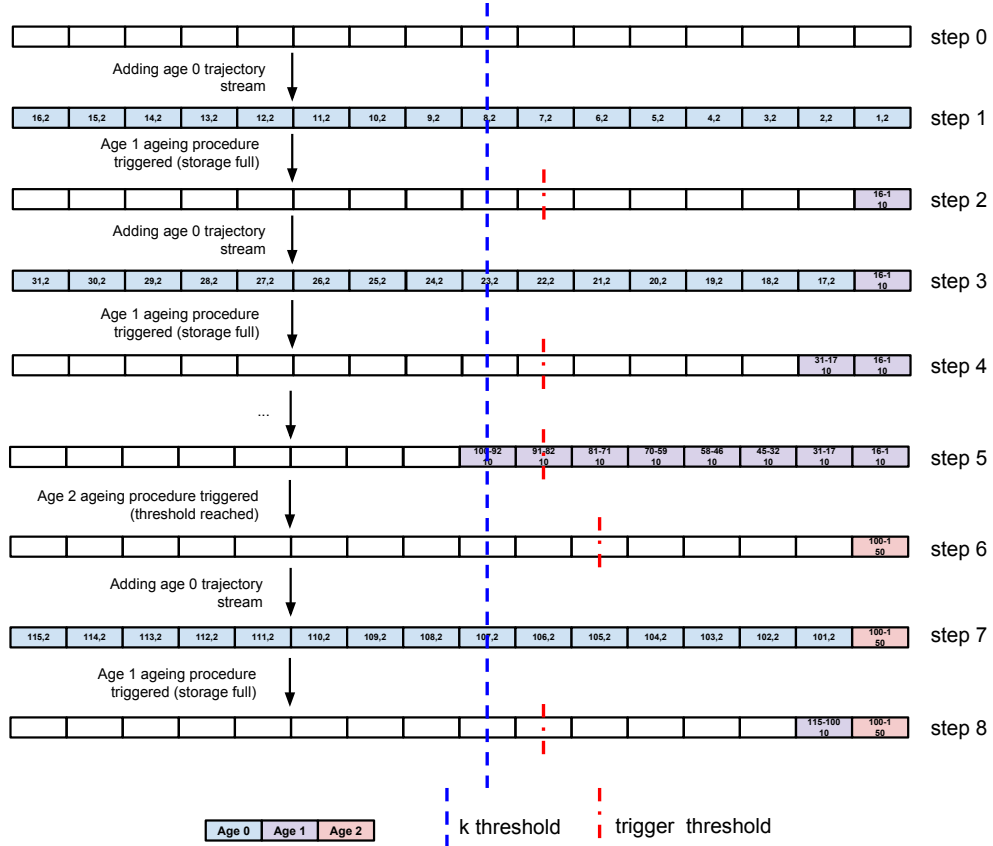 step 0
Adding age 0 trajectory
stream
16,2 15,2 14,2 13,2 12,2 11,2 10,2 9,2 8,2 7,2 6,2 5,2 4,2 3,2 2,2 1,2
step 1
Age 1 ageing procedure
triggered (storage full)
16-1
10
step 2
Adding age 0 trajectory
stream
31,2 30,2 29,2 28,2 27,2 26,2 25,2 24,2 23,2 22,2 21,2 20,2 19,2 18,2 17,2 16-1
10
step 3
Age 1 ageing procedure
triggered (storage full)
31-17 16-1
10 10
step 4
...
100-92 91-82 81-71 70-59 58-46 45-32 31-17 16-1
10 10 10 10 10 10 10 10
step 5
Age 2 ageing procedure triggered
(threshold reached)
100-1
50
step 6
Adding age 0 trajectory
stream
115,2 114,2 113,2 112,2 111,2 110,2 109,2 108,2 107,2 106,2 105,2 104,2 103,2 102,2 101,2 100-1
50
step 7
Age 1 ageing procedure
triggered (storage full)
115-100 100-1
10 50
step 8
Age 0 Age 1 Age 2
k threshold
trigger threshold